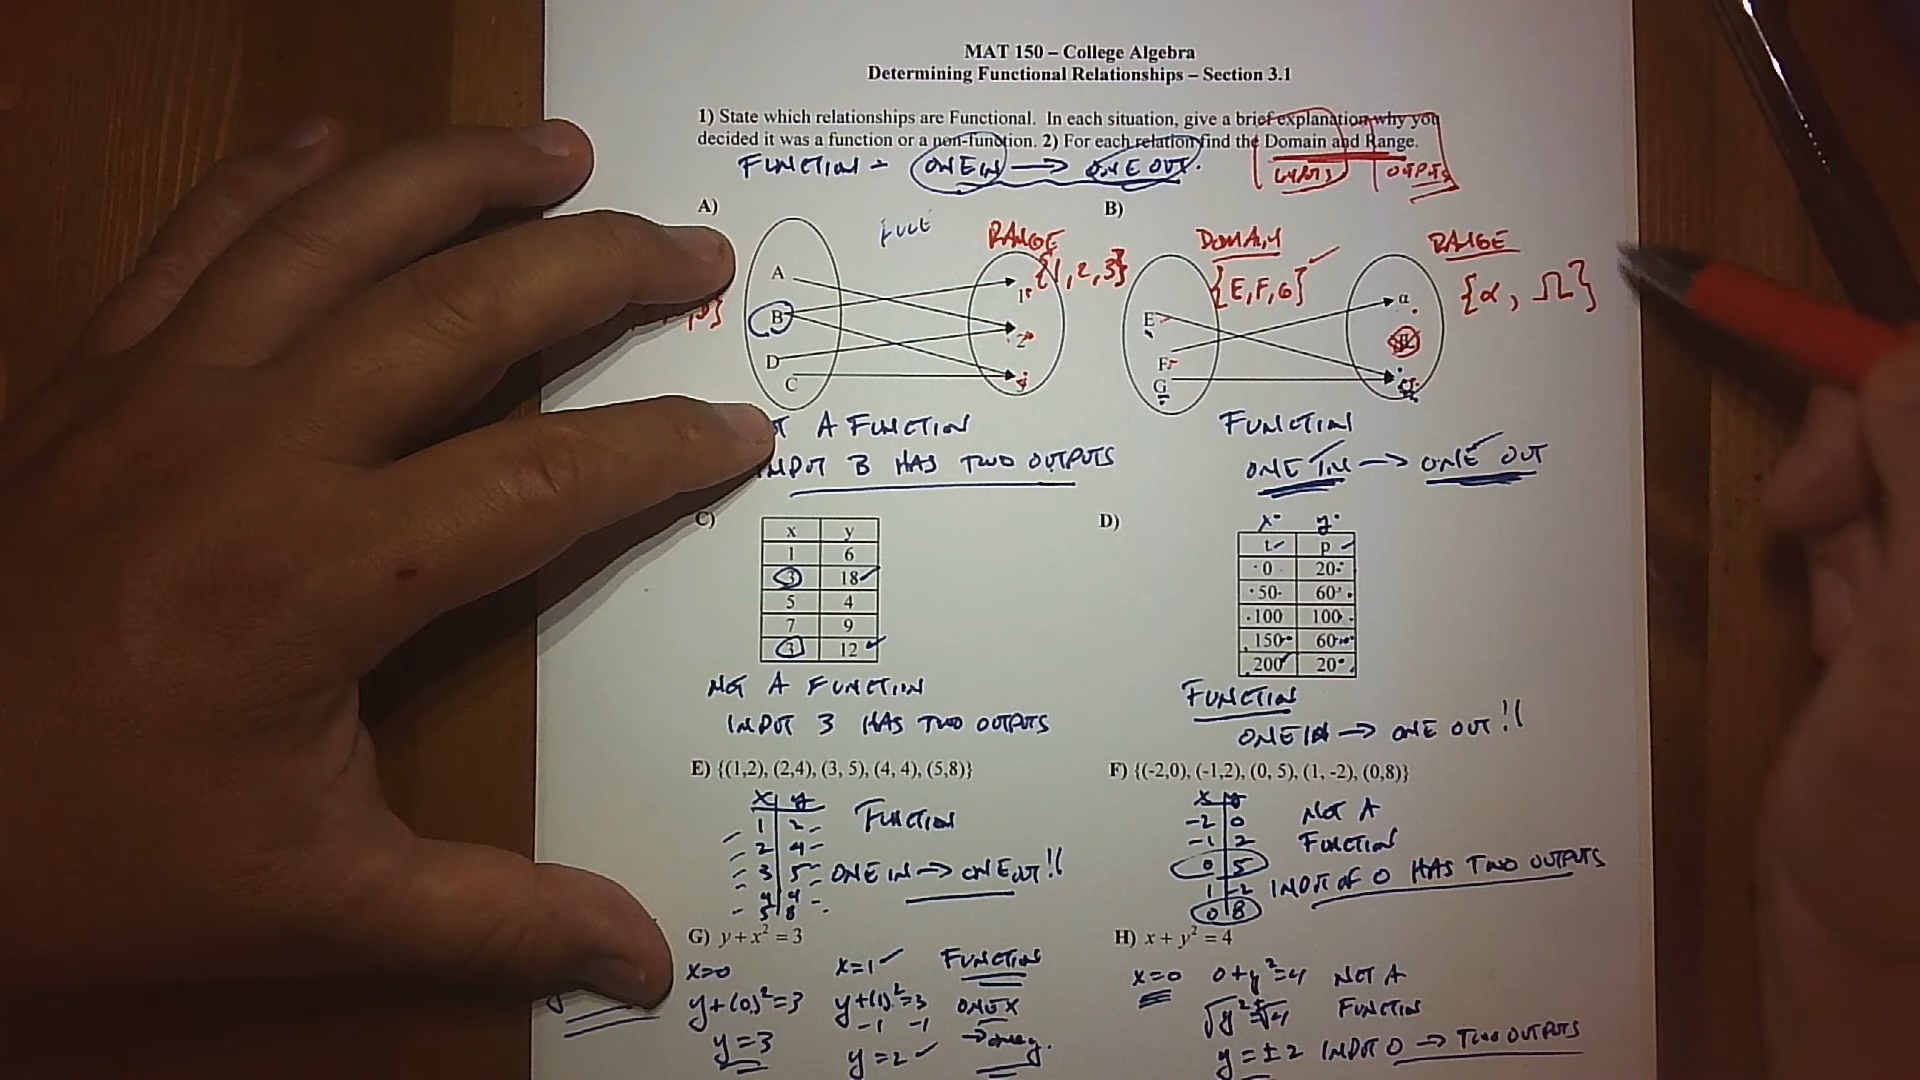 MAT 150 – College Algebra
Determining Functional Relationships – Section 3.1
1) State which relationships are Functional. In each situation, give a brief explanation why you
decided it was a function or a non-function. 2) For each relation find the Domain and Range.
FUNCTION - ONE IN → ONE OUT.
INPUTS OUTPUTS
A) B)
RANGE DOMAIN RANGE
{1, 2, 3} {E, F, G} {α, Ω}
A 1
B 2
D
C
E α
F
G
A FUNCTION FUNCTION
INPUT B HAS TWO OUTPUTS ONE IN → ONE OUT
C) D)
x y
1 6
3 18
5 4
7 9
3 12
x y
t p
0 20
50 60
100 100
150 60
200 20
NOT A FUNCTION
INPUT 3 HAS TWO OUTPUTS
FUNCTION
ONE IN → ONE OUT!!
E) {(1,2), (2,4), (3, 5), (4, 4), (5,8)}
x y
1 2
2 4
3 5
4 4
5 8
FUNCTION
ONE IN → ONE OUT!!
F) {(-2,0), (-1,2), (0, 5), (1, -2), (0,8)}
x y
-2 0
-1 2
0 5
1 -2
0 8
NOT A
FUNCTION
INPUT OF 0 HAS TWO OUTPUTS
G) y + x² = 3
x=0
y+(0)²=3
y=3
x=1
y+(1)²=3
-1 -1
y=2
FUNCTION
ONE X
→ one y.
H) x + y² = 4
x=0 0+y²=4
√y²=±√4
y=±2
NOT A
FUNCTION
INPUT 0 → TWO OUTPUTS